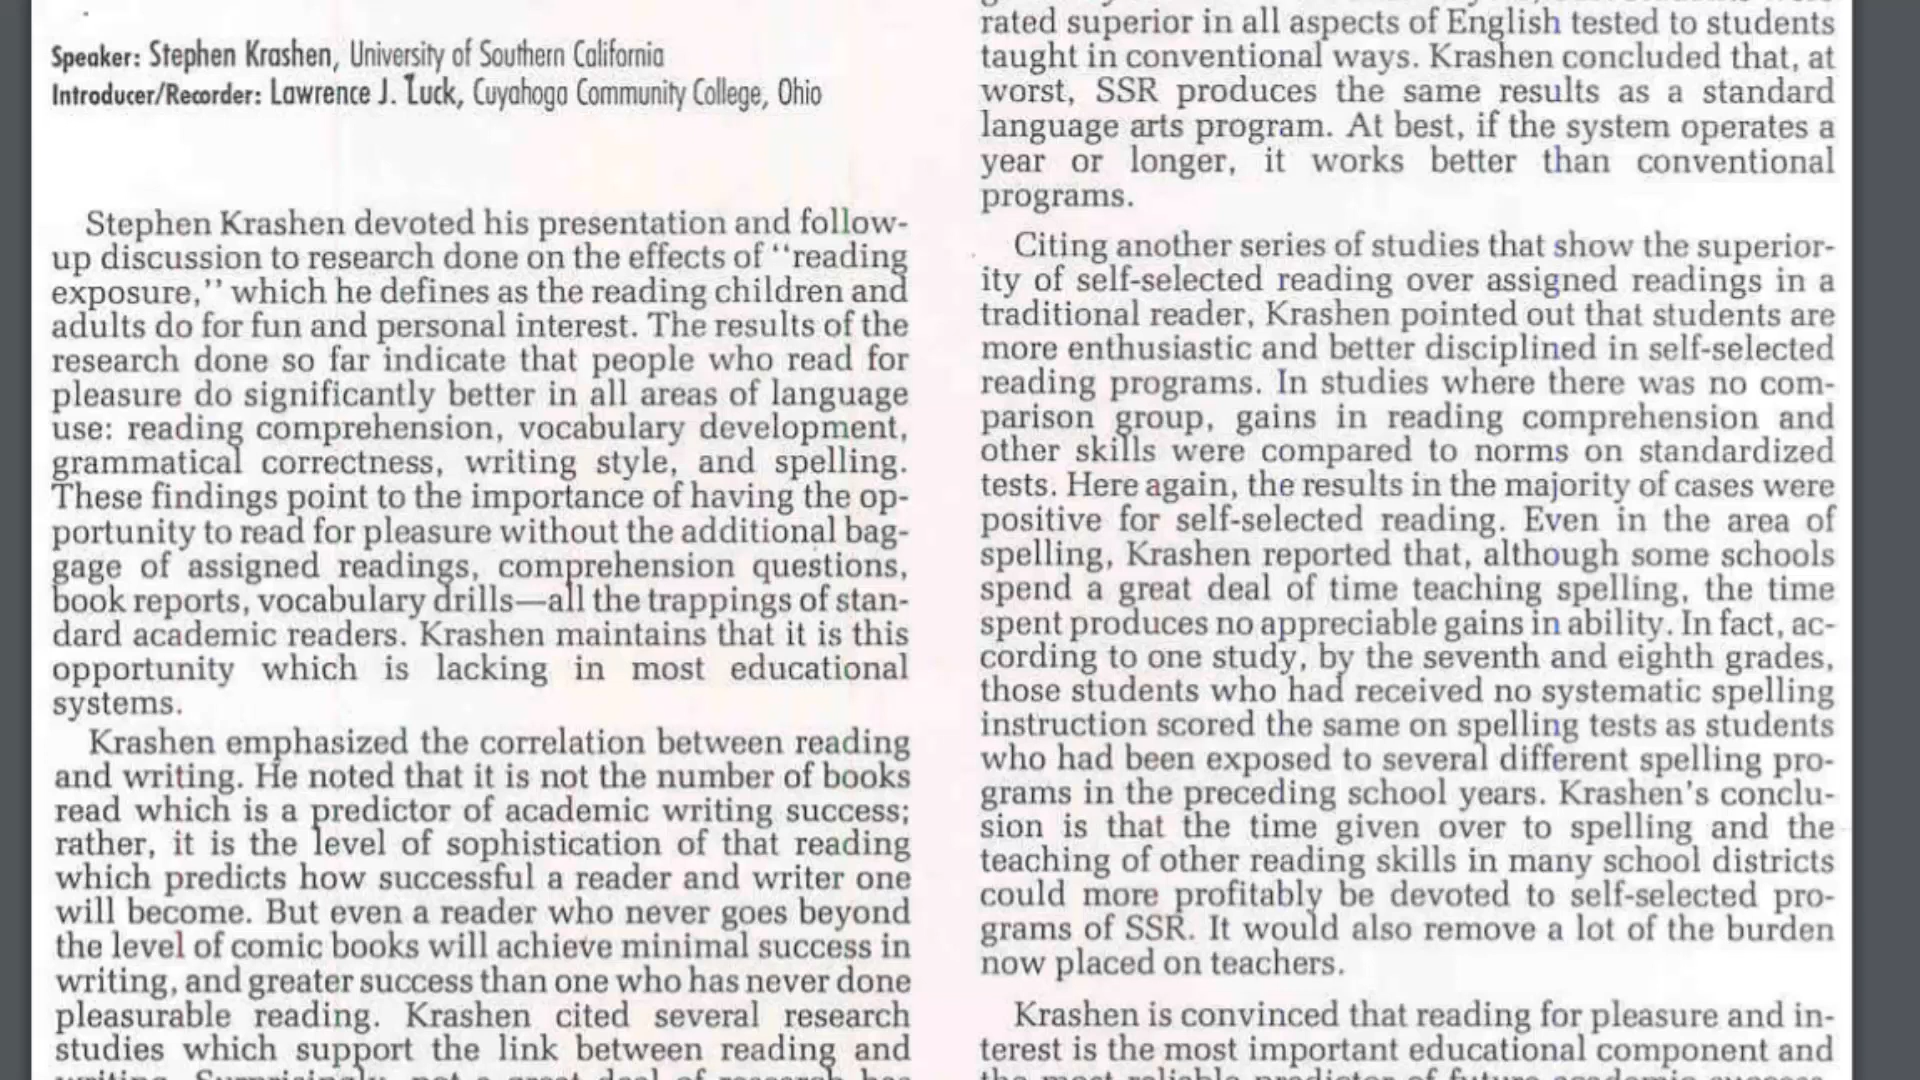 Speaker: Stephen Krashen, University of Southern California
Introducer/Recorder: Lawrence J. Luck, Cuyahoga Community College, Ohio
Stephen Krashen devoted his presentation and follow-
up discussion to research done on the effects of “reading
exposure,” which he defines as the reading children and
adults do for fun and personal interest. The results of the
research done so far indicate that people who read for
pleasure do significantly better in all areas of language
use: reading comprehension, vocabulary development,
grammatical correctness, writing style, and spelling.
These findings point to the importance of having the op-
portunity to read for pleasure without the additional bag-
gage of assigned readings, comprehension questions,
book reports, vocabulary drills—all the trappings of stan-
dard academic readers. Krashen maintains that it is this
opportunity which is lacking in most educational
systems.
Krashen emphasized the correlation between reading
and writing. He noted that it is not the number of books
read which is a predictor of academic writing success;
rather, it is the level of sophistication of that reading
which predicts how successful a reader and writer one
will become. But even a reader who never goes beyond
the level of comic books will achieve minimal success in
writing, and greater success than one who has never done
pleasurable reading. Krashen cited several research
studies which support the link between reading and
rated superior in all aspects of English tested to students
taught in conventional ways. Krashen concluded that, at
worst, SSR produces the same results as a standard
language arts program. At best, if the system operates a
year or longer, it works better than conventional
programs.
Citing another series of studies that show the superior-
ity of self-selected reading over assigned readings in a
traditional reader, Krashen pointed out that students are
more enthusiastic and better disciplined in self-selected
reading programs. In studies where there was no com-
parison group, gains in reading comprehension and
other skills were compared to norms on standardized
tests. Here again, the results in the majority of cases were
positive for self-selected reading. Even in the area of
spelling, Krashen reported that, although some schools
spend a great deal of time teaching spelling, the time
spent produces no appreciable gains in ability. In fact, ac-
cording to one study, by the seventh and eighth grades,
those students who had received no systematic spelling
instruction scored the same on spelling tests as students
who had been exposed to several different spelling pro-
grams in the preceding school years. Krashen's conclu-
sion is that the time given over to spelling and the
teaching of other reading skills in many school districts
could more profitably be devoted to self-selected pro-
grams of SSR. It would also remove a lot of the burden
now placed on teachers.
Krashen is convinced that reading for pleasure and in-
terest is the most important educational component and